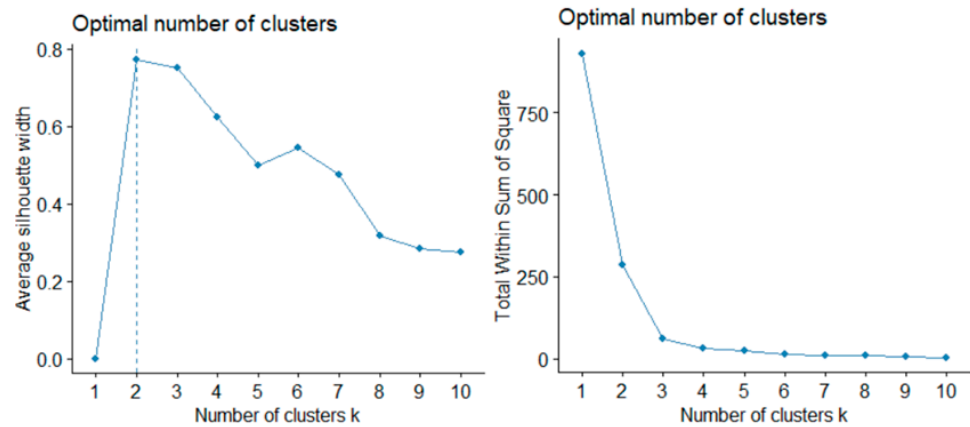 Optimal number of clusters
Average silhouette width
0.8
0.6
0.4
0.2
0.0
1 2 3 4 5 6 7 8 9 10
Number of clusters k
Optimal number of clusters
Total Within Sum of Square
750
500
250
0
1 2 3 4 5 6 7 8 9 10
Number of clusters k